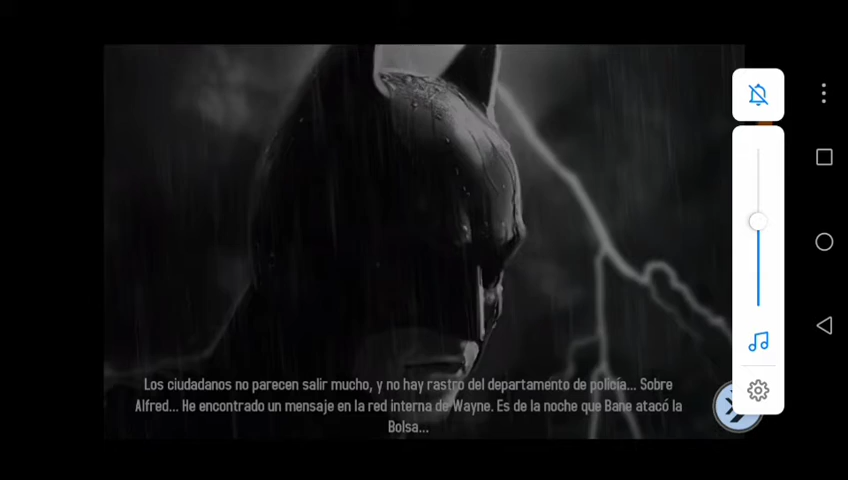 Los ciudadanos no parecen salir mucho, y no hay rastro del departamento de policía... Sobre
Alfred... He encontrado un mensaje en la red interna de Wayne. Es de la noche que Bane atacó la
Bolsa...